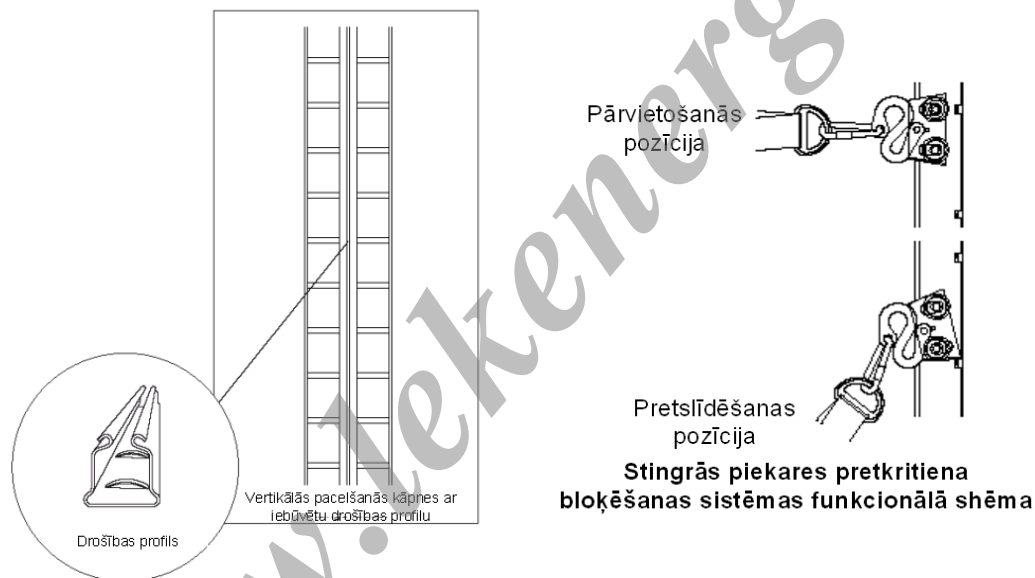 Vertikālās pacelšanās kāpnes ar
iebūvētu drošības profilu
Drošības profils
Pārvietošanās
pozīcija
Pretslīdēšanas
pozīcija
Stingrās piekares pretkritiena
bloķēšanas sistēmas funkcionālā shēma
w.lekenerg